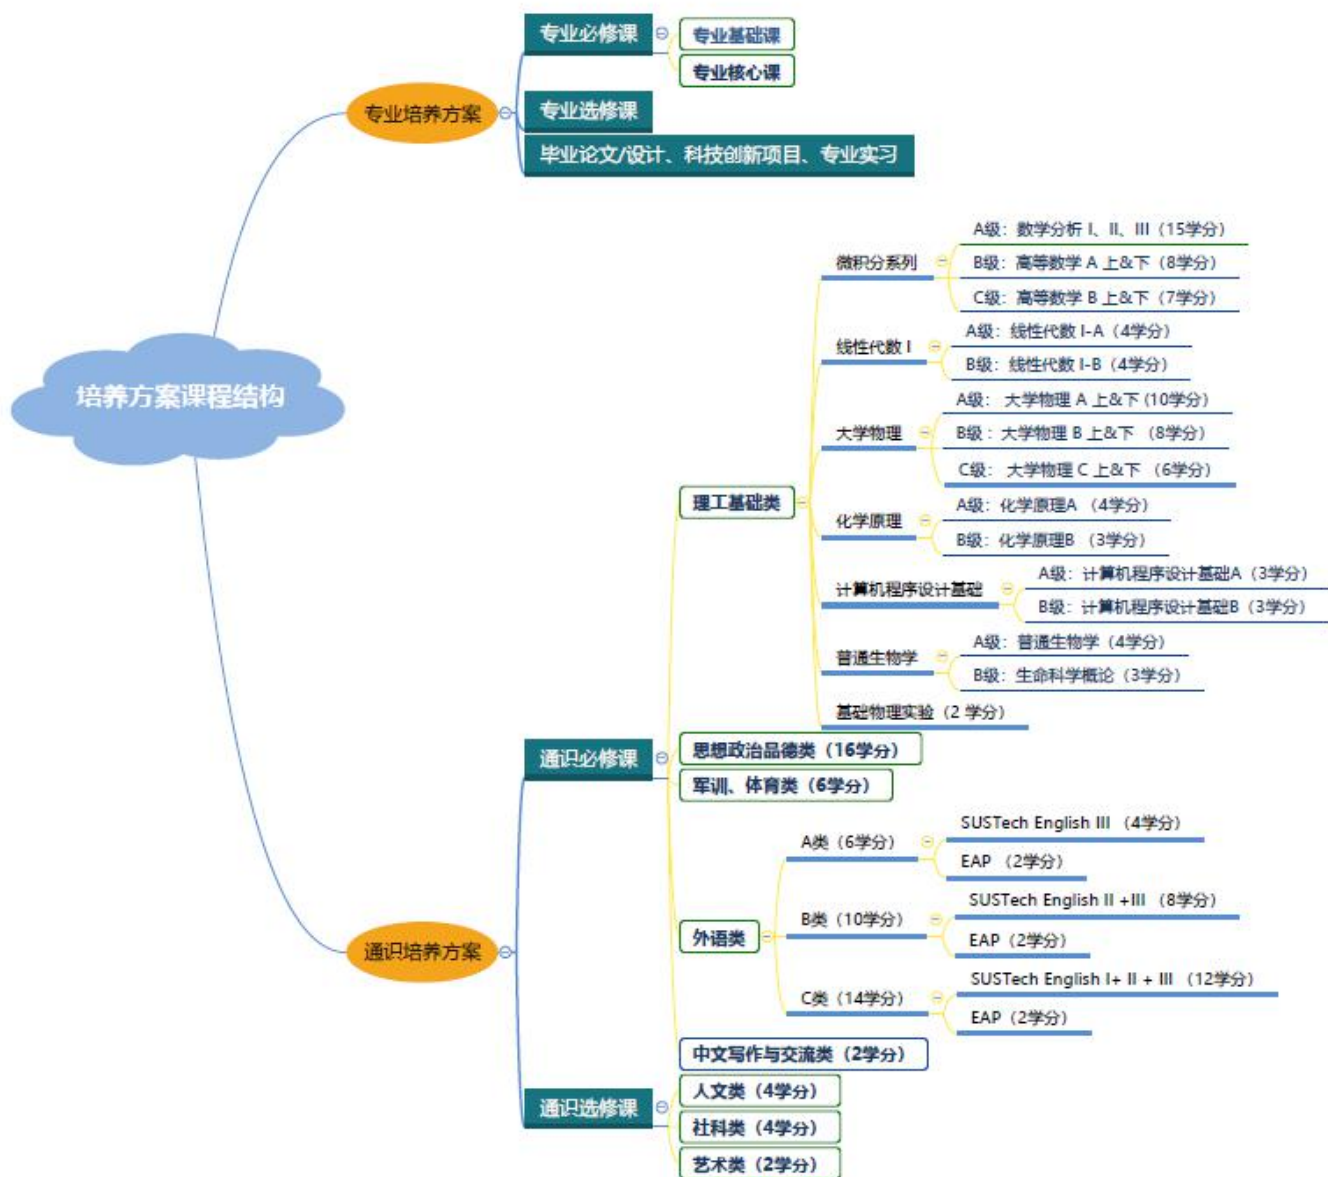 培养方案课程结构
专业培养方案
专业必修课
专业基础课
专业核心课
专业选修课
毕业论文/设计、科技创新项目、专业实习
通识培养方案
通识必修课
理工基础类
微积分系列
A级：数学分析 I、II、III（15学分）
B级：高等数学 A 上&下（8学分）
C级：高等数学 B 上&下（7学分）
线性代数 I
A级：线性代数 I-A（4学分）
B级：线性代数 I-B（4学分）
大学物理
A级： 大学物理 A 上&下 (10学分）
B级 ：大学物理 B 上&下 （8学分）
C级： 大学物理 C 上&下 （6学分）
化学原理
A级：化学原理A （4学分）
B级：化学原理B （3学分）
计算机程序设计基础
A级：计算机程序设计基础A（3学分）
B级：计算机程序设计基础B（3学分）
普通生物学
A级：普通生物学（4学分）
B级：生命科学概论（3学分）
基础物理实验（2 学分）
思想政治品德类（16学分）
军训、体育类（6学分）
外语类
A类（6学分）
SUSTech English III （4学分）
EAP （2学分）
B类（10学分）
SUSTech English II +III （8学分）
EAP（2学分）
C类（14学分）
SUSTech English I+ II + III （12学分）
EAP（2学分）
中文写作与交流类（2学分）
通识选修课
人文类（4学分）
社科类（4学分）
艺术类（2学分）